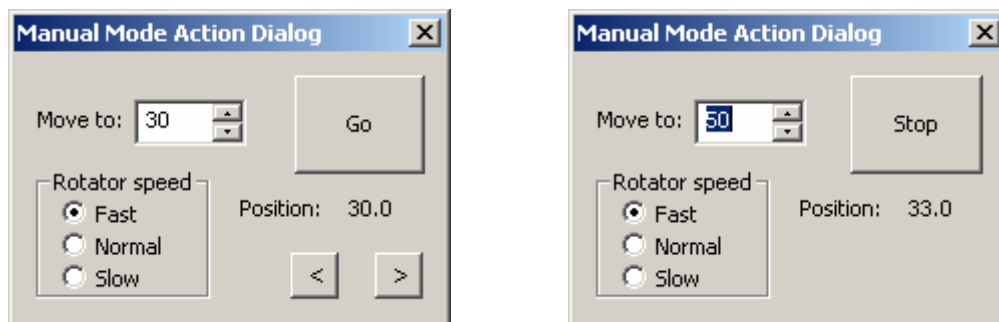 Manual Mode Action Dialog
Move to: 30
Go
Rotator speed
Fast
Position: 30.0
Normal
Slow
<
>
Manual Mode Action Dialog
Move to: 50
Stop
Rotator speed
Fast
Position: 33.0
Normal
Slow